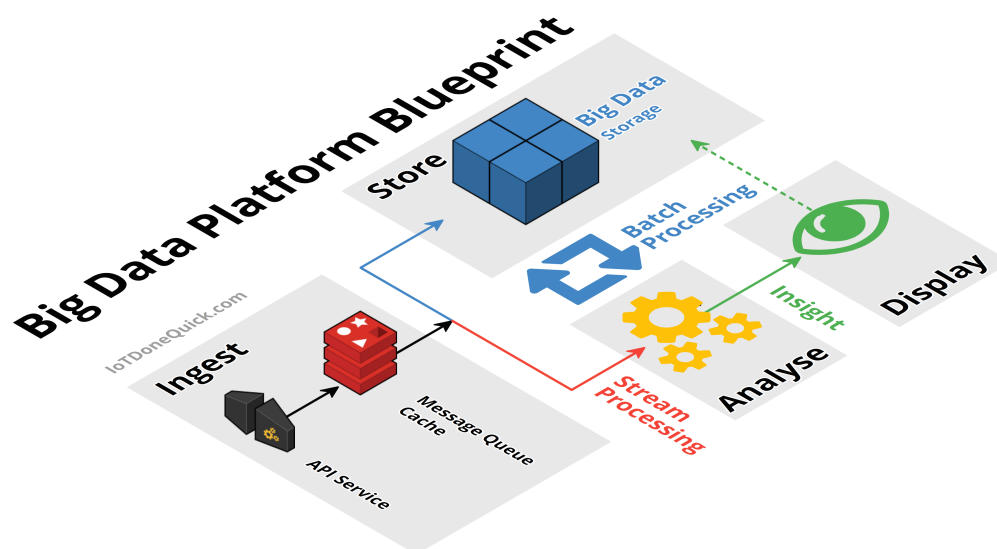 Big Data Platform Blueprint
IoTDoneQuick.com
Ingest
API Service
Message Queue
Cache
Store
Big Data
Storage
Batch
Processing
Stream
Processing
Analyse
Insight
Display